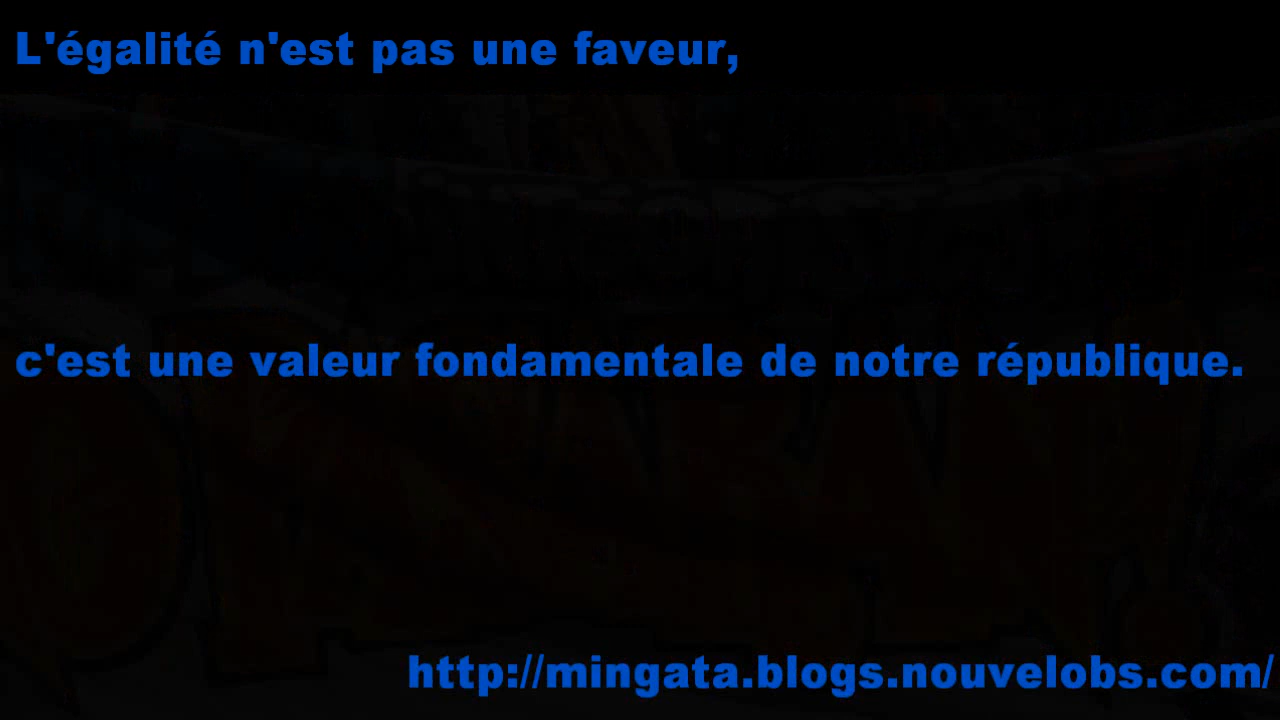 L'égalité n'est pas une faveur,
c'est une valeur fondamentale de notre république.
http://mingata.blogs.nouvelobs.com/